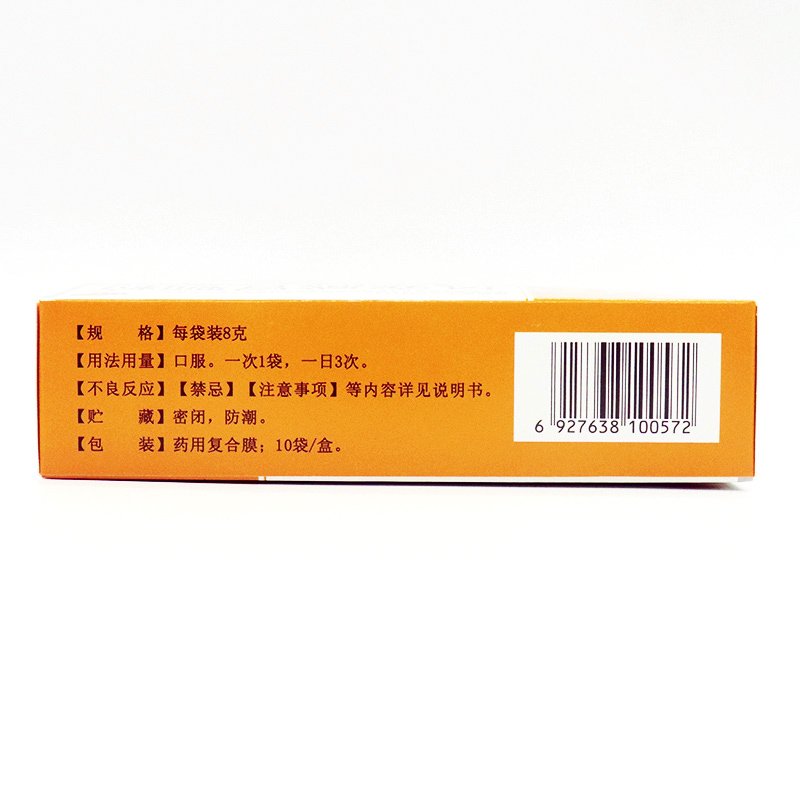 【规　　格】每袋装8克
【用法用量】口服。一次1袋，一日3次。
【不良反应】【禁忌】【注意事项】等内容详见说明书。
【贮　　藏】密闭，防潮。
【包　　装】药用复合膜；10袋/盒。
6 927638 100572